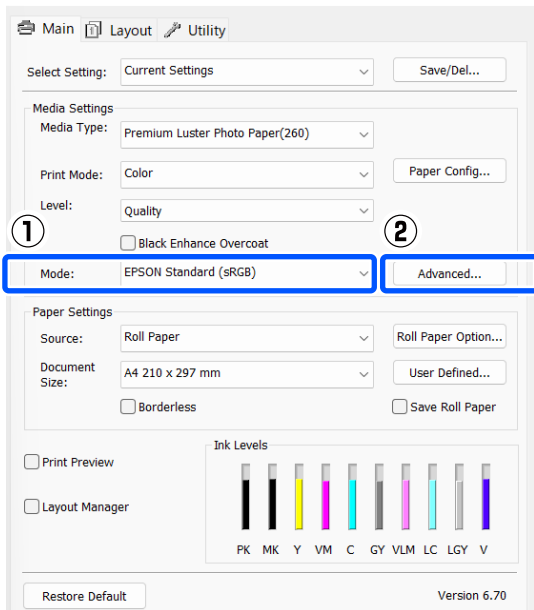 Main Layout Utility
Select Setting: Current Settings Save/Del...
Media Settings
Media Type: Premium Luster Photo Paper(260)
Print Mode: Color Paper Config...
Level: Quality
① ②
Black Enhance Overcoat
Mode: EPSON Standard (sRGB) Advanced...
Paper Settings
Source: Roll Paper Roll Paper Option...
Document
Size: A4 210 x 297 mm User Defined...
Borderless Save Roll Paper
Ink Levels
Print Preview
Layout Manager
PK MK Y VM C GY VLM LC LGY V
Restore Default Version 6.70